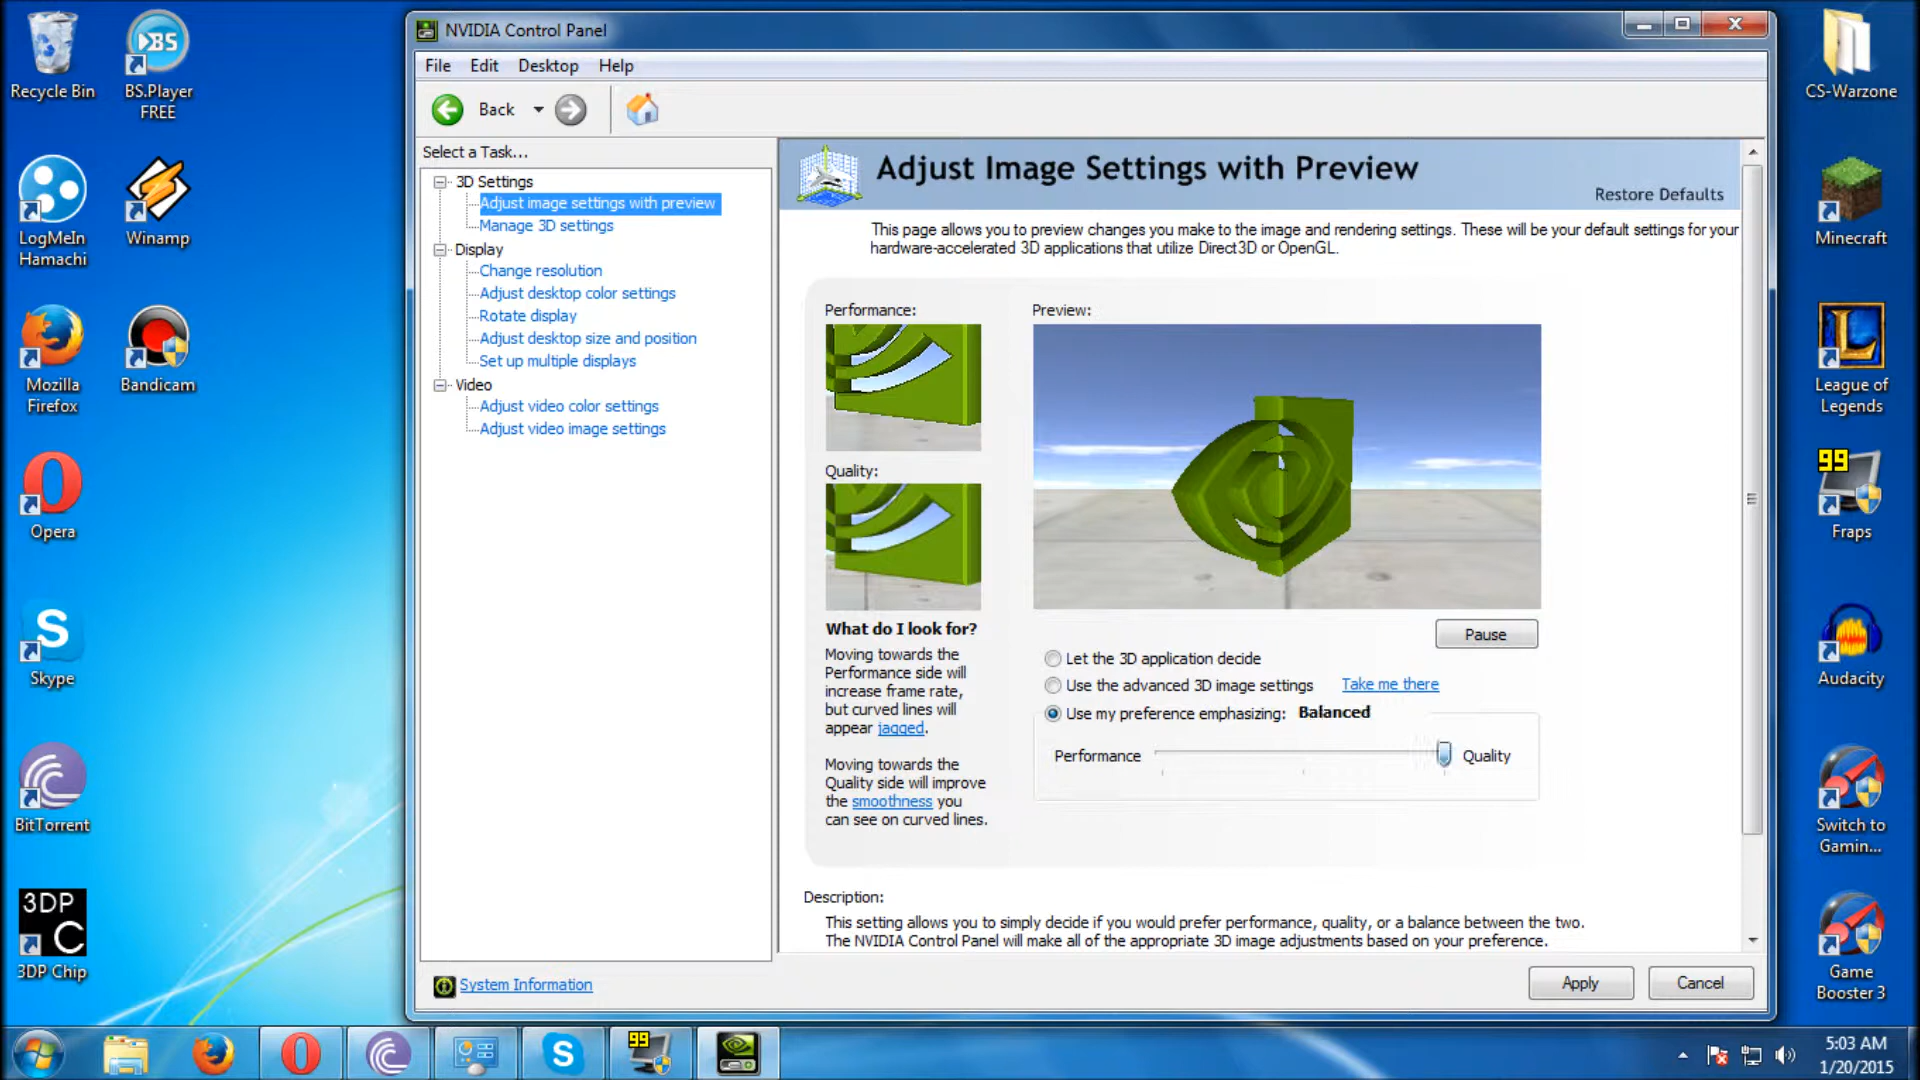 Recycle Bin
BS.Player
FREE
LogMeIn
Hamachi
Winamp
Mozilla
Firefox
Bandicam
Opera
Skype
BitTorrent
3DP
C
3DP Chip
NVIDIA Control Panel
File Edit Desktop Help
Back
Select a Task...
3D Settings
Adjust image settings with preview
Manage 3D settings
Display
Change resolution
Adjust desktop color settings
Rotate display
Adjust desktop size and position
Set up multiple displays
Video
Adjust video color settings
Adjust video image settings
System Information
Adjust Image Settings with Preview
Restore Defaults
This page allows you to preview changes you make to the image and rendering settings. These will be your default settings for your
hardware-accelerated 3D applications that utilize Direct3D or OpenGL.
Performance:
Quality:
What do I look for?
Moving towards the
Performance side will
increase frame rate,
but curved lines will
appear jagged.
Moving towards the
Quality side will improve
the smoothness you
can see on curved lines.
Preview:
Pause
Let the 3D application decide
Use the advanced 3D image settings Take me there
Use my preference emphasizing: Balanced
Performance Quality
Description:
This setting allows you to simply decide if you would prefer performance, quality, or a balance between the two.
The NVIDIA Control Panel will make all of the appropriate 3D image adjustments based on your preference.
Apply Cancel
CS-Warzone
Minecraft
L
League of
Legends
99
Fraps
Audacity
Switch to
Gamin...
Game
Booster 3
99
5:03 AM
1/20/2015